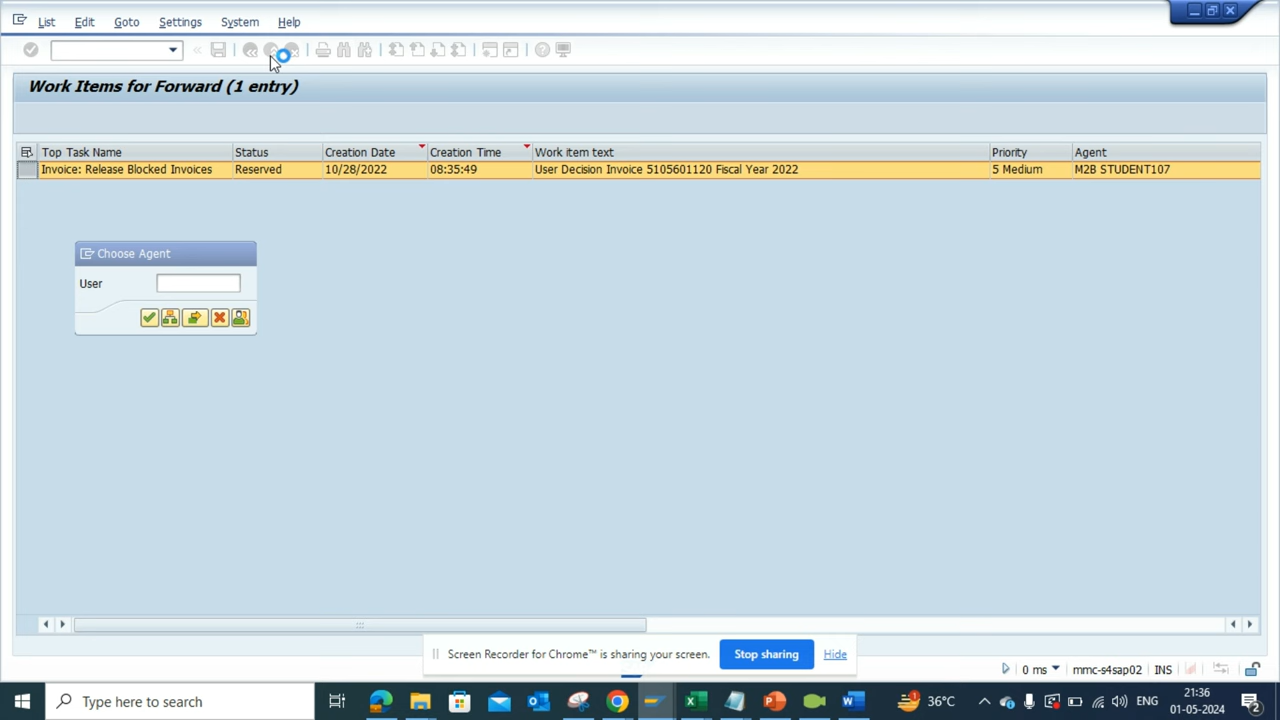 List Edit Goto Settings System Help
Work Items for Forward (1 entry)
Top Task Name Status Creation Date Creation Time Work item text Priority Agent
Invoice: Release Blocked Invoices Reserved 10/28/2022 08:35:49 User Decision Invoice 5105601120 Fiscal Year 2022 5 Medium M2B STUDENT107
Choose Agent
User
Screen Recorder for Chrome™ is sharing your screen. Stop sharing Hide
0 ms mmc-s4sap02 INS
Type here to search 1 36°C ENG 21:36
01-05-2024 2